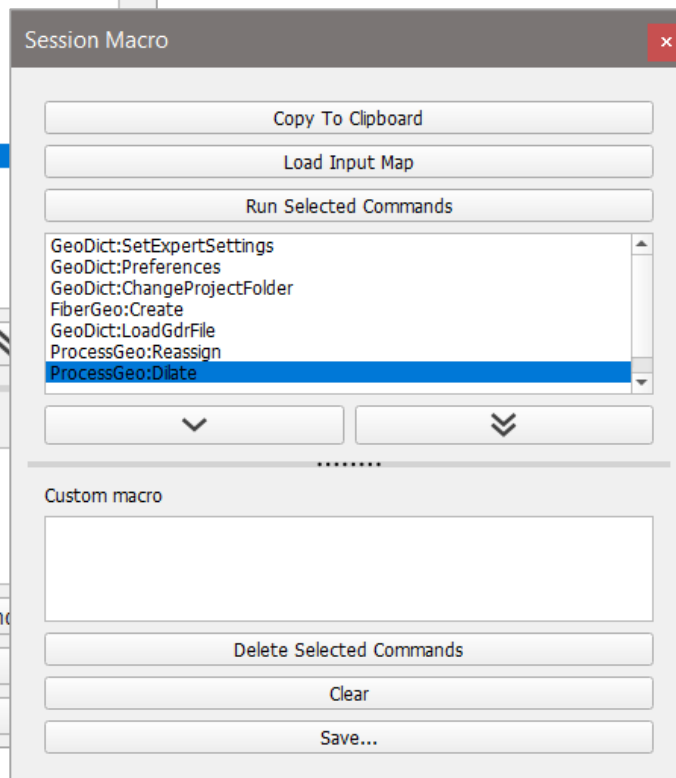 Session Macro
Copy To Clipboard
Load Input Map
Run Selected Commands
GeoDict:SetExpertSettings
GeoDict:Preferences
GeoDict:ChangeProjectFolder
FiberGeo:Create
GeoDict:LoadGdrFile
ProcessGeo:Reassign
ProcessGeo:Dilate
Custom macro
Delete Selected Commands
Clear
Save...